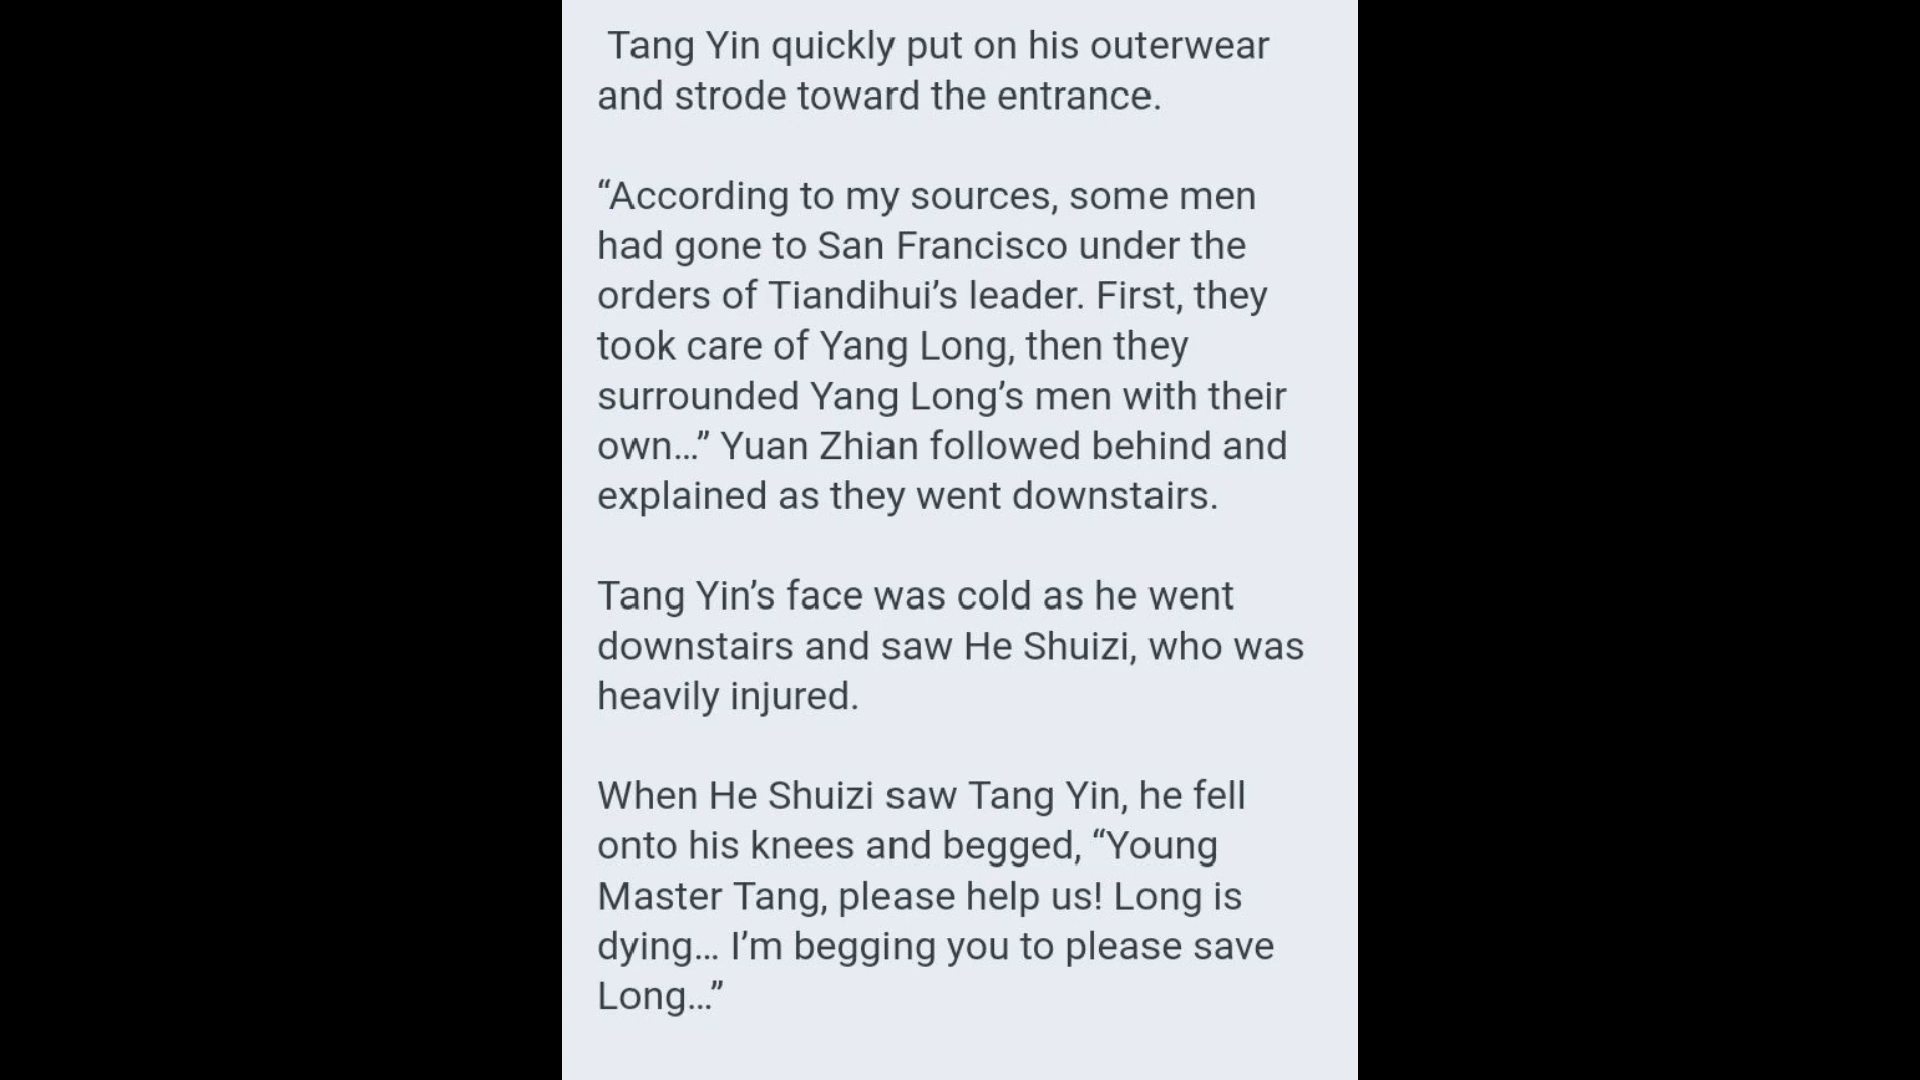 Tang Yin quickly put on his outerwear
and strode toward the entrance.
“According to my sources, some men
had gone to San Francisco under the
orders of Tiandihui’s leader. First, they
took care of Yang Long, then they
surrounded Yang Long’s men with their
own…” Yuan Zhian followed behind and
explained as they went downstairs.
Tang Yin’s face was cold as he went
downstairs and saw He Shuizi, who was
heavily injured.
When He Shuizi saw Tang Yin, he fell
onto his knees and begged, “Young
Master Tang, please help us! Long is
dying… I’m begging you to please save
Long…”